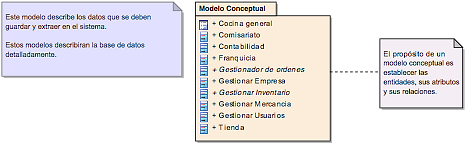 Este modelo describe los datos que se deben
guardar y extraer en el sistema.
Estos modelos describiran la base de datos
detalladamente.
Modelo Conceptual
+ Cocina general
+ Comisariato
+ Contabilidad
+ Franquicia
+ Gestionador de ordenes
+ Gestionar Empresa
+ Gestionar Inventario
+ Gestionar Mercancia
+ Gestionar Usuarios
+ Tienda
El propósito de un
modelo conceptual es
establecer las
entidades, sus atributos
y sus relaciones.